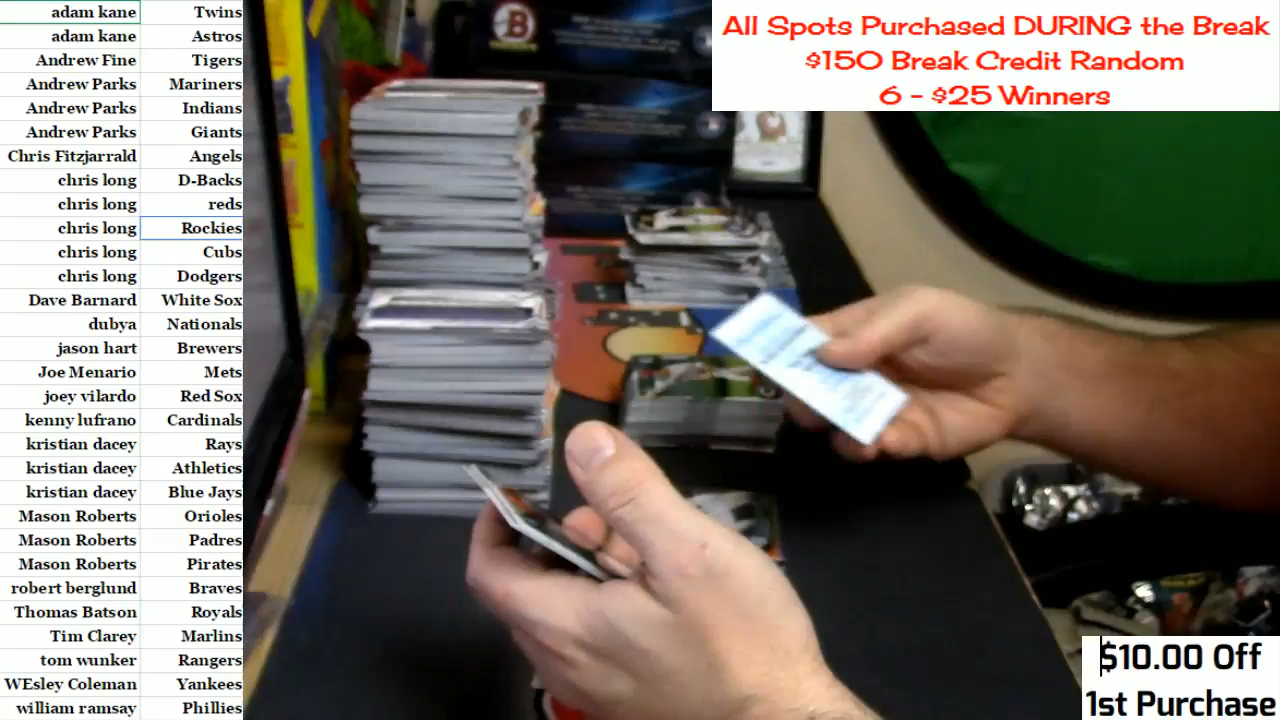 adam kane Twins
adam kane Astros
Andrew Fine Tigers
Andrew Parks Mariners
Andrew Parks Indians
Andrew Parks Giants
Chris Fitzjarrald Angels
chris long D-Backs
chris long reds
chris long Rockies
chris long Cubs
chris long Dodgers
Dave Barnard White Sox
dubya Nationals
jason hart Brewers
Joe Menario Mets
joey vilardo Red Sox
kenny lufrano Cardinals
kristian dacey Rays
kristian dacey Athletics
kristian dacey Blue Jays
Mason Roberts Orioles
Mason Roberts Padres
Mason Roberts Pirates
robert berglund Braves
Thomas Batson Royals
Tim Clarey Marlins
tom wunker Rangers
WEsley Coleman Yankees
william ramsay Phillies
All Spots Purchased DURING the Break
$150 Break Credit Random
6 - $25 Winners
B
$10.00 Off
1st Purchase